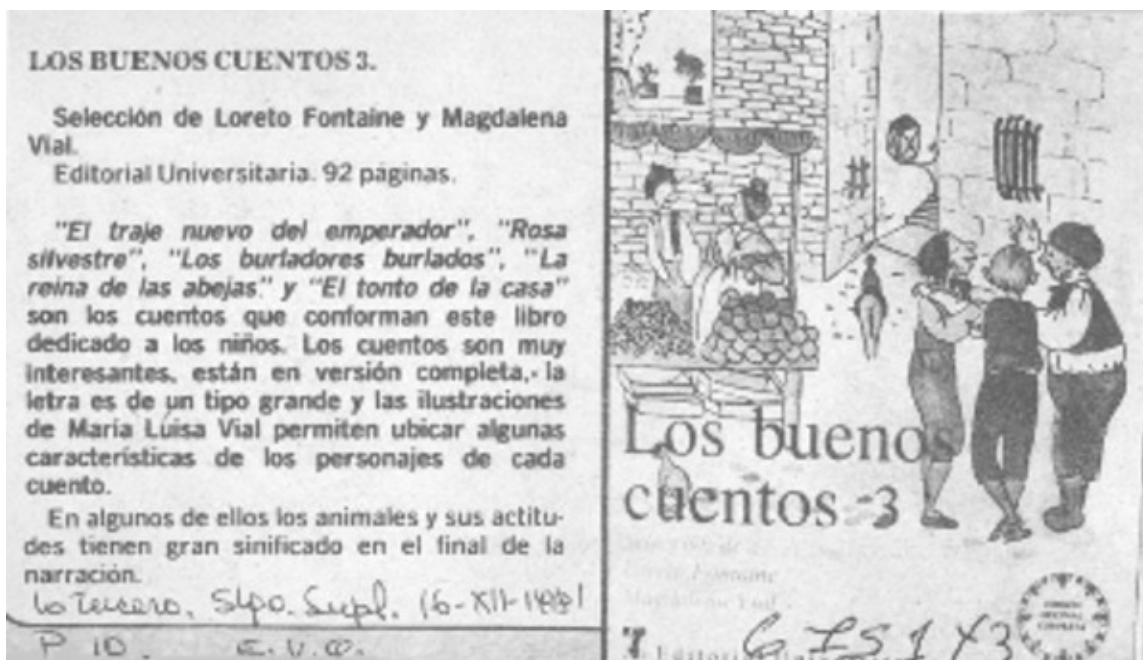 LOS BUENOS CUENTOS 3.
Selección de Loreto Fontaine y Magdalena
Vial.
Editorial Universitaria. 92 páginas.
"El traje nuevo del emperador", "Rosa
silvestre", "Los burladores burlados", "La
reina de las abejas" y "El tonto de la casa"
son los cuentos que conforman este libro
dedicado a los niños. Los cuentos son muy
interesantes, están en versión completa, la
letra es de un tipo grande y las ilustraciones
de María Luisa Vial permiten ubicar algunas
características de los personajes de cada
cuento.
En algunos de ellos los animales y sus actitu-
des tienen gran sinificado en el final de la
narración.
La Tercera. Stgo. Supl. 16-XII-1981
P 10.
Los buenos
cuentos 3
Editorial